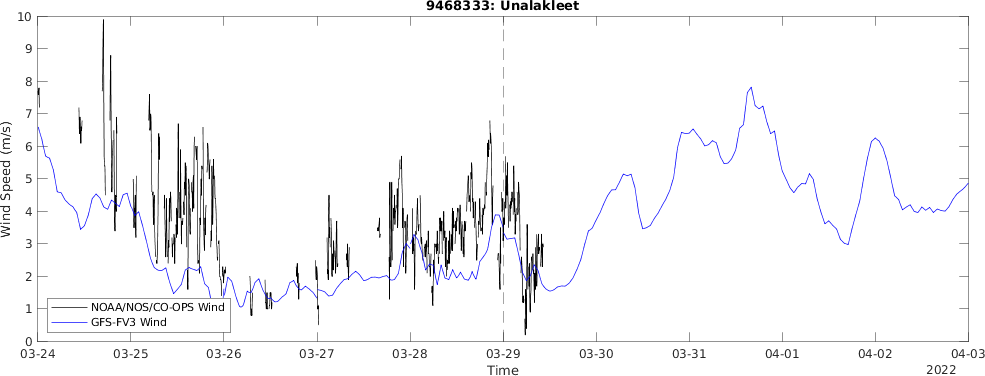 9468333: Unalakleet
10
9
8
7
6
5
4
3
2
1
0
Wind Speed (m/s)
NOAA/NOS/CO-OPS Wind
GFS-FV3 Wind
03-24 03-25 03-26 03-27 03-28 03-29 03-30 03-31 04-01 04-02 04-03
Time
2022